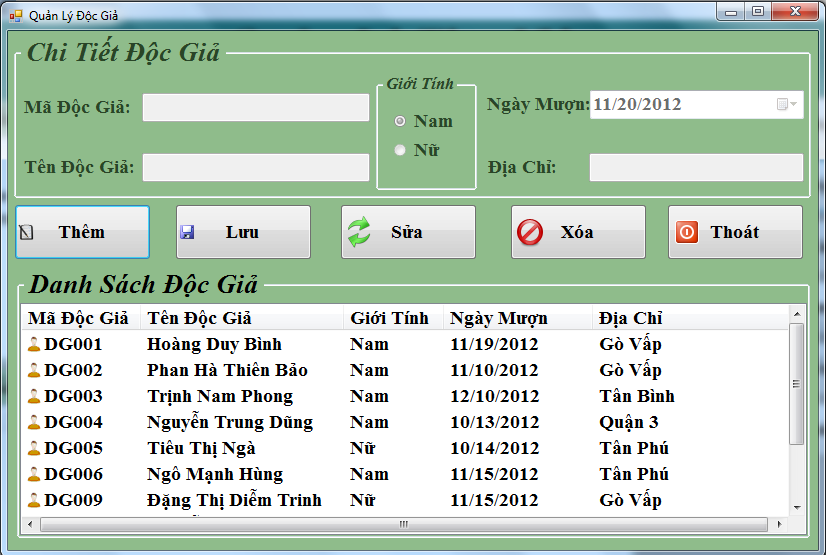 Quản Lý Độc Giả
Chi Tiết Độc Giả
Mã Độc Giả:
Giới Tính
Nam
Nữ
Ngày Mượn: 11/20/2012
Tên Độc Giả:
Địa Chỉ:
Thêm Lưu Sửa Xóa Thoát
Danh Sách Độc Giả
Mã Độc Giả Tên Độc Giả Giới Tính Ngày Mượn Địa Chỉ
DG001 Hoàng Duy Bình Nam 11/19/2012 Gò Vấp
DG002 Phan Hà Thiên Bảo Nam 11/10/2012 Gò Vấp
DG003 Trịnh Nam Phong Nam 12/10/2012 Tân Bình
DG004 Nguyễn Trung Dũng Nam 10/13/2012 Quận 3
DG005 Tiêu Thị Ngà Nữ 10/14/2012 Tân Phú
DG006 Ngô Mạnh Hùng Nam 11/15/2012 Tân Phú
DG009 Đặng Thị Diễm Trinh Nữ 11/15/2012 Gò Vấp